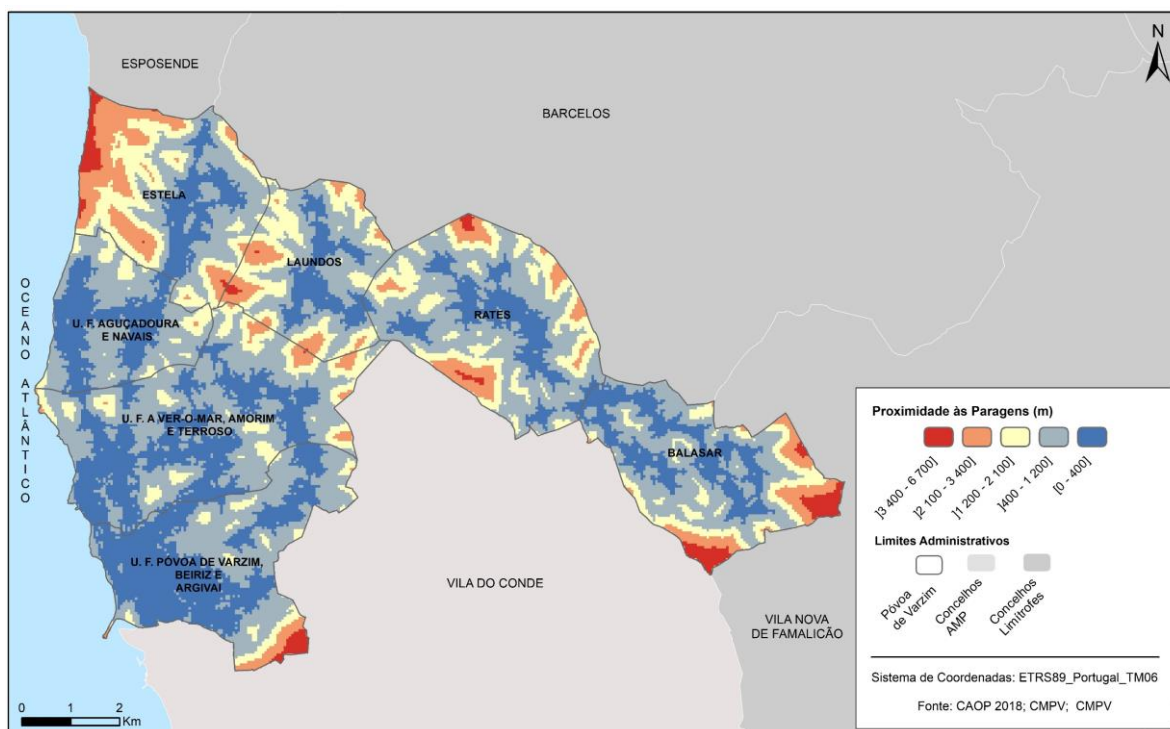 N
ESPOSENDE
BARCELOS
ESTELA
LAUNDOS
RATES
U. F. AGUÇADOURA
E NAVAIS
U. F. A VER-O-MAR, AMORIM
E TERROSO
BALASAR
U. F. PÓVOA DE VARZIM,
BEIRIZ E
ARGIVAI
OCEANO ATLÂNTICO
VILA DO CONDE
VILA NOVA
DE FAMALICÃO
0 1 2
Km
Proximidade às Paragens (m)
]3 400 - 6 700]
]2 100 - 3 400]
]1 200 - 2 100]
]400 - 1 200]
[0 - 400]
Limites Administrativos
Póvoa
de Varzim
Concelhos
AMP
Concelhos
Limítrofes
Sistema de Coordenadas: ETRS89_Portugal_TM06
Fonte: CAOP 2018; CMPV; CMPV